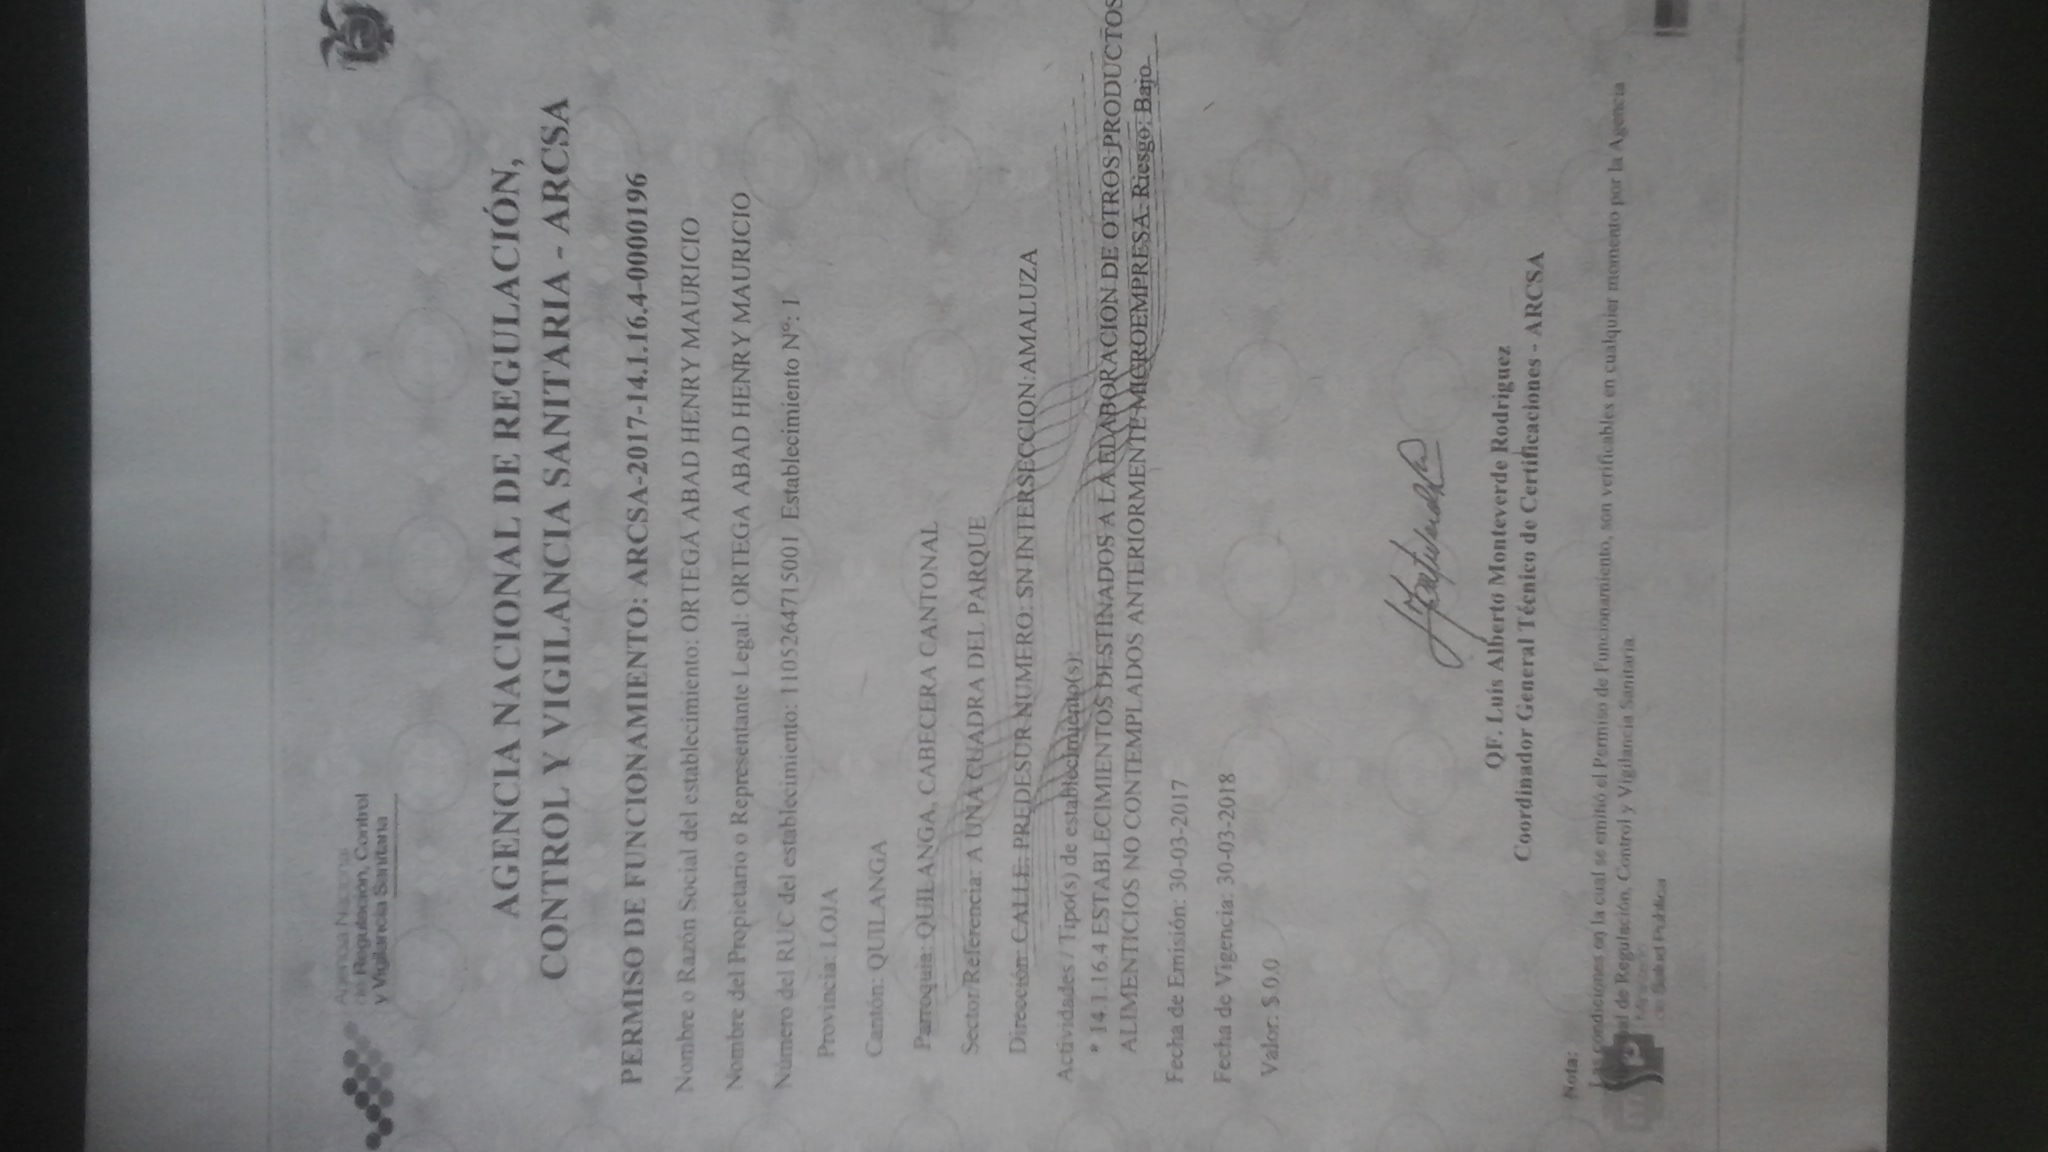 Agencia Nacional
de Regulación, Control
y Vigilancia Sanitaria
AGENCIA NACIONAL DE REGULACIÓN,
CONTROL Y VIGILANCIA SANITARIA - ARCSA
PERMISO DE FUNCIONAMIENTO: ARCSA-2017-14.1.16.4-0000196
Nombre o Razón Social del establecimiento: ORTEGA ABAD HENRY MAURICIO
Nombre del Propietario o Representante Legal: ORTEGA ABAD HENRY MAURICIO
Número del RUC del establecimiento: 1105264715001 Establecimiento Nº: 1
Provincia: LOJA
Cantón: QUILANGA
Parroquia: QUILANGA, CABECERA CANTONAL
Sector/Referencia: A UNA CUADRA DEL PARQUE
Dirección: CALLE: PREDESUR NUMERO: SN INTERSECCION:AMALUZA
Actividades / Tipo(s) de establecimiento(s):
* 14.1.16.4 ESTABLECIMIENTOS DESTINADOS A LA ELABORACION DE OTROS PRODUCTOS
ALIMENTICIOS NO CONTEMPLADOS ANTERIORMENTE MICROEMPRESA. Riesgo: Bajo
Fecha de Emisión: 30-03-2017
Fecha de Vigencia: 30-03-2018
Valor: $ 0.0
QF. Luis Alberto Monteverde Rodriguez
Coordinador General Técnico de Certificaciones - ARCSA
Nota:
Las condiciones en la cual se emitió el Permiso de Funcionamiento, son verificables en cualquier momento por la Agencia
de Regulación, Control y Vigilancia Sanitaria.
Ministerio
de Salud Pública